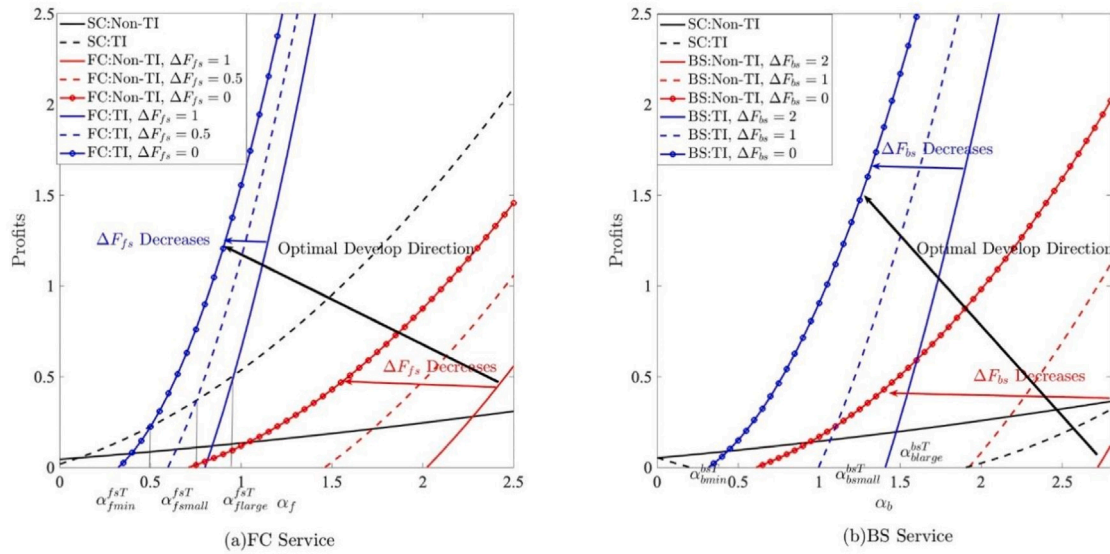 SC:Non-TI
SC:TI
FC:Non-TI, ΔF_fs = 1
FC:Non-TI, ΔF_fs = 0.5
FC:Non-TI, ΔF_fs = 0
FC:TI, ΔF_fs = 1
FC:TI, ΔF_fs = 0.5
FC:TI, ΔF_fs = 0
2.5
2
1.5
1
0.5
0
Profits
ΔF_fs Decreases
Optimal Develop Direction
ΔF_fs Decreases
0 0.5 1 1.5 2 2.5
α_fmin^fsT α_fsmall^fsT α_flarge^fsT α_f
(a)FC Service
SC:Non-TI
SC:TI
BS:Non-TI, ΔF_bs = 2
BS:Non-TI, ΔF_bs = 1
BS:Non-TI, ΔF_bs = 0
BS:TI, ΔF_bs = 2
BS:TI, ΔF_bs = 1
BS:TI, ΔF_bs = 0
2.5
2
1.5
1
0.5
0
Profits
ΔF_bs Decreases
Optimal Develop Direction
ΔF_bs Decreases
α_blarge^bsT
α_bmin^bsT α_bsmall^bsT
0 0.5 1 1.5 2 2.5
α_b
(b)BS Service